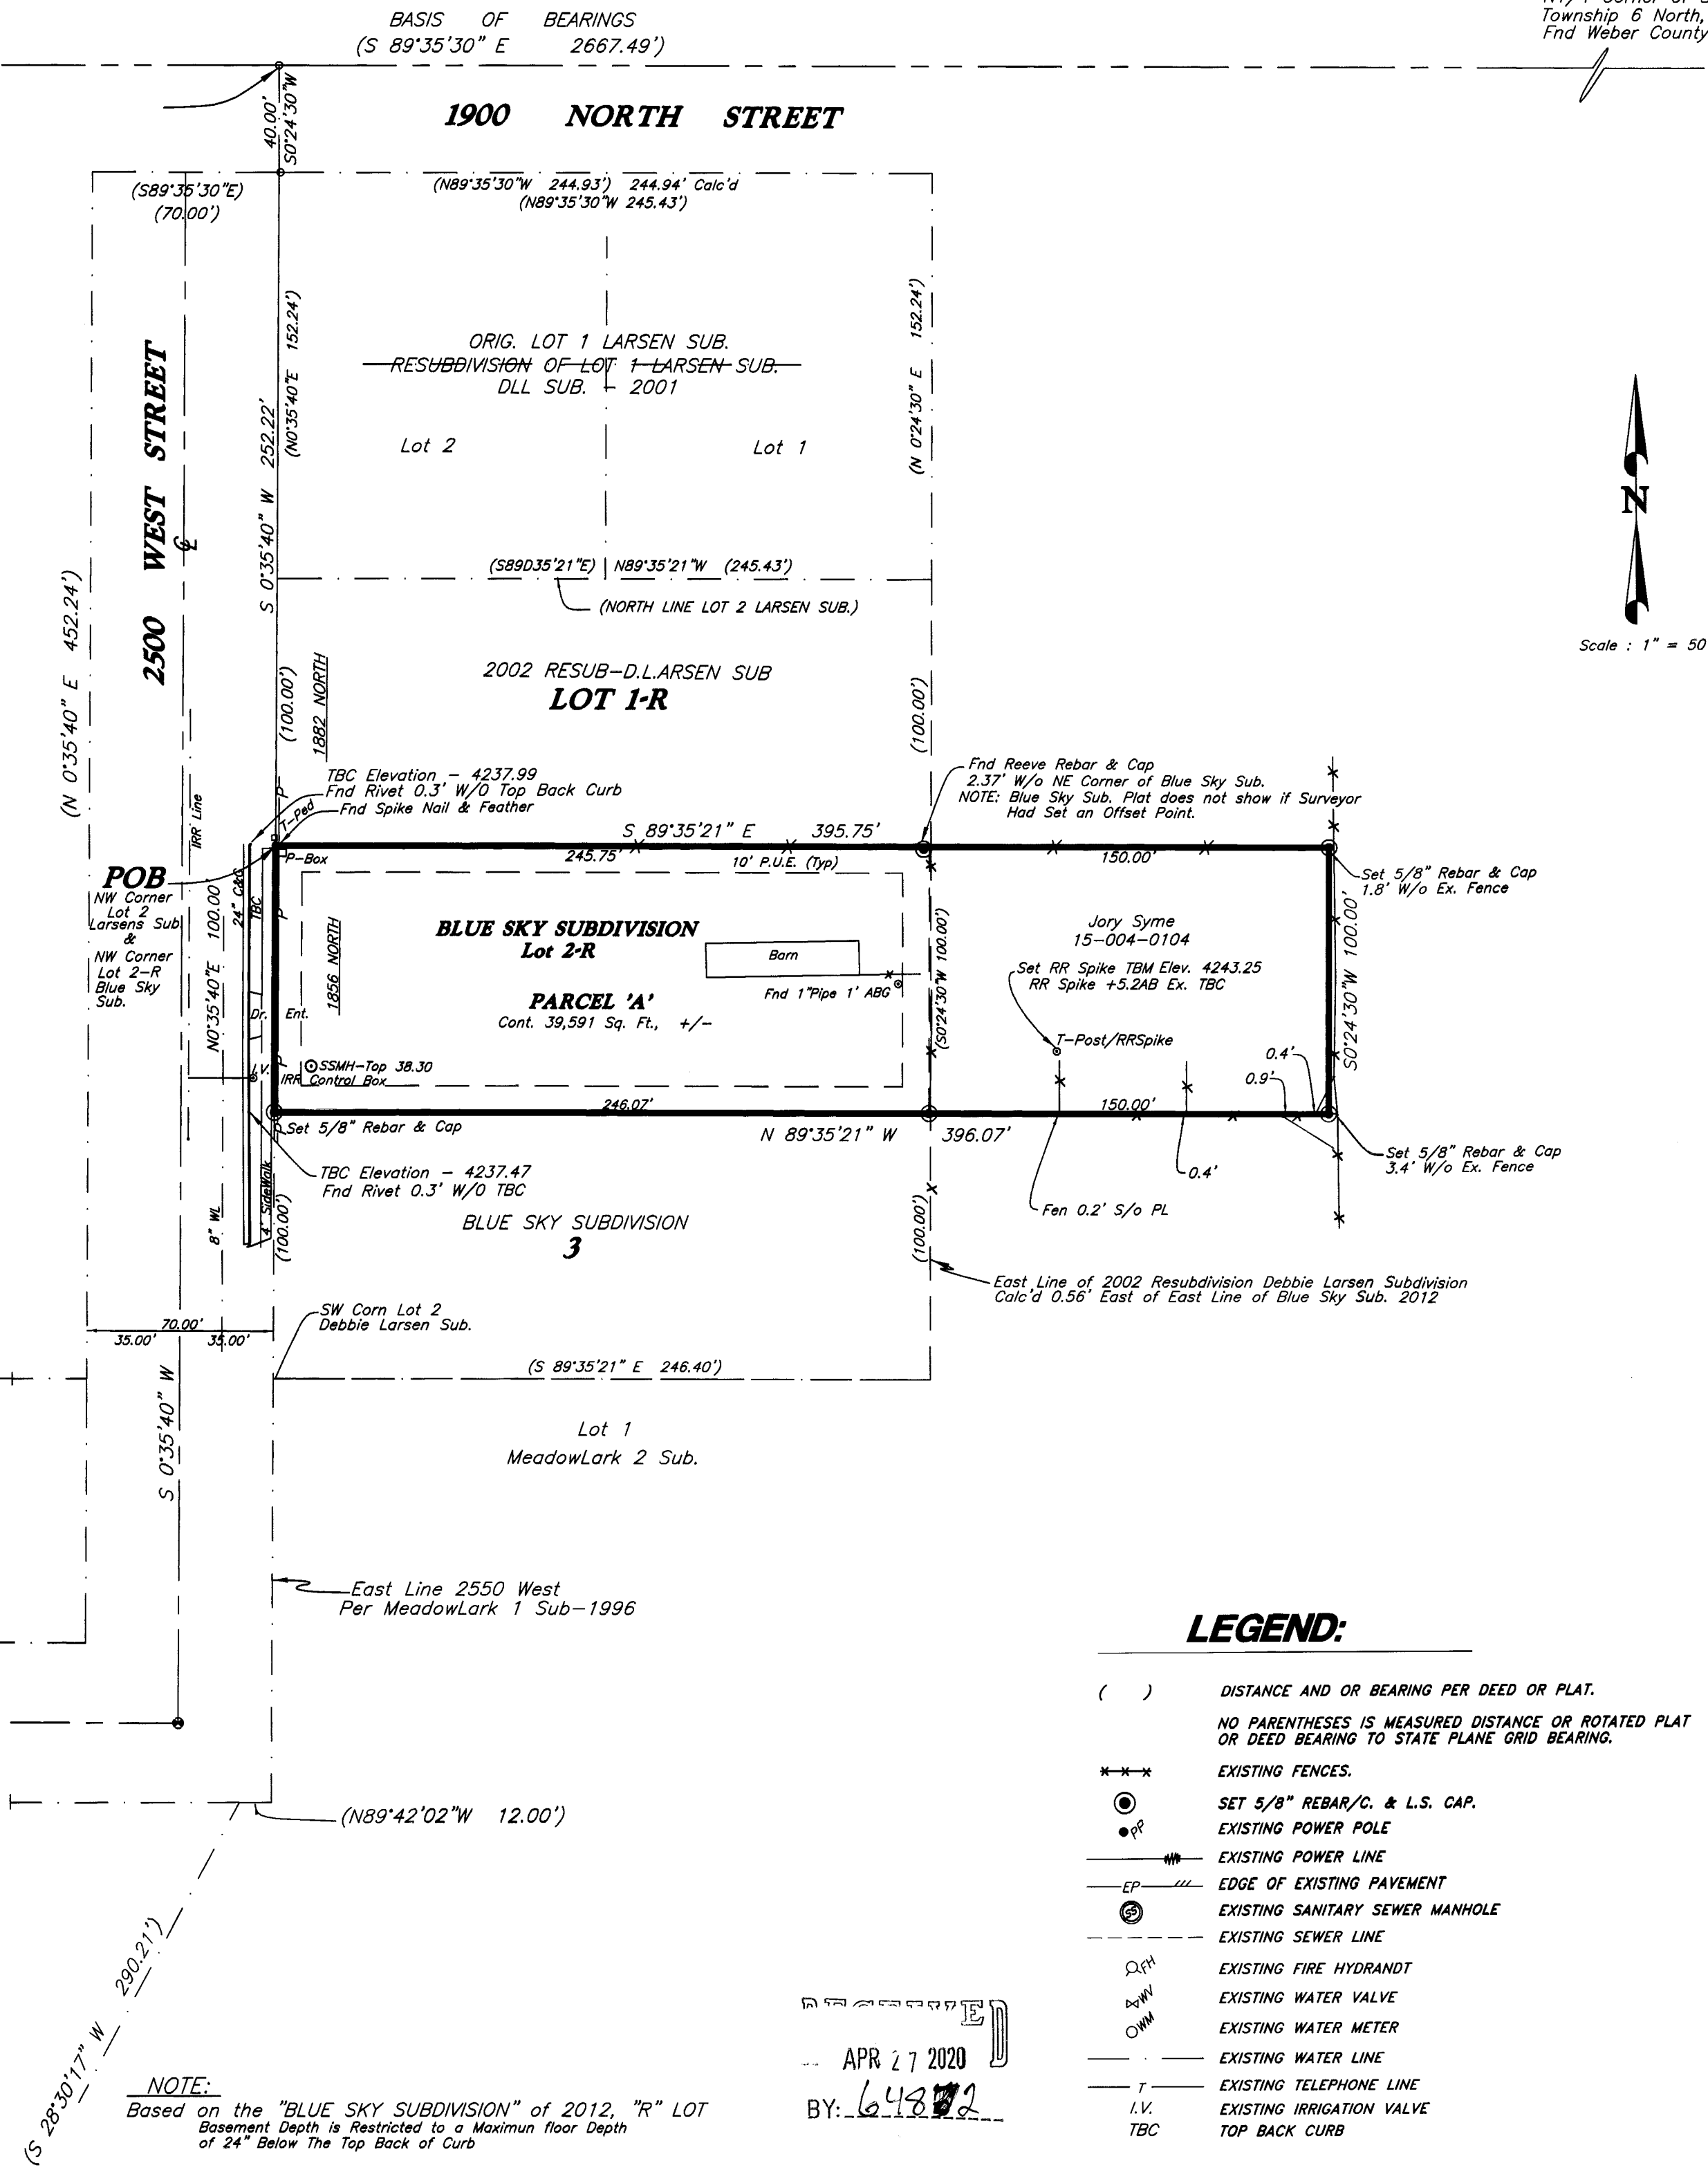 BASIS OF BEARINGS
(S 89°35'30" E 2667.49')
Township 6 North,
Fnd Weber County
40.00'
S0°24'30"W
1900 NORTH STREET
(S89°35'30"E)
(70.00')
(N89°35'30"W 244.93') 244.94' Calc'd
(N89°35'30"W 245.43')
2500 WEST STREET
(N 0°35'40" E 452.24')
S 0°35'40" W 252.22'
(N0°35'40"E 152.24')
(N 0°24'30" E 152.24')
ORIG. LOT 1 LARSEN SUB.
RESUBDIVISION OF LOT 1 LARSEN SUB.
DLL SUB. - 2001
Lot 2
Lot 1
N
Scale : 1" = 50
(S89D35'21"E) N89°35'21"W (245.43')
(NORTH LINE LOT 2 LARSEN SUB.)
2002 RESUB-D.L.ARSEN SUB
LOT 1-R
(100.00')
1882 NORTH
(100.00')
TBC Elevation - 4237.99
Fnd Rivet 0.3' W/O Top Back Curb
Fnd Spike Nail & Feather
T-Ped
P
IRR Line
Fnd Reeve Rebar & Cap
2.37' W/o NE Corner of Blue Sky Sub.
NOTE: Blue Sky Sub. Plat does not show if Surveyor
Had Set an Offset Point.
S 89°35'21" E 395.75'
P-Box
245.75'
10' P.U.E. (Typ)
150.00'
Set 5/8" Rebar & Cap
1.8' W/o Ex. Fence
POB
NW Corner
Lot 2
Larsens Sub.
&
NW Corner
Lot 2-R
Blue Sky
Sub.
N0°35'40"E 100.00'
24" C&G
TBC
P
Dr.
Ent.
1856 NORTH
BLUE SKY SUBDIVISION
Lot 2-R
Barn
PARCEL 'A'
Cont. 39,591 Sq. Ft., +/-
Fnd 1"Pipe 1' ABG
(S0°24'30"W 100.00')
Jory Syme
15-004-0104
Set RR Spike TBM Elev. 4243.25
RR Spike +5.2AB Ex. TBC
T-Post/RRSpike
S0°24'30"W 100.00'
0.4'
0.9'
P
I.V.
SSMH-Top 38.30
IRR Control Box
246.07'
150.00'
Set 5/8" Rebar & Cap
N 89°35'21" W 396.07'
Set 5/8" Rebar & Cap
3.4' W/o Ex. Fence
TBC Elevation - 4237.47
Fnd Rivet 0.3' W/O TBC
0.4'
Fen 0.2' S/o PL
8" WL
4' SideWalk
(100.00')
BLUE SKY SUBDIVISION
3
(100.00')
East Line of 2002 Resubdivision Debbie Larsen Subdivision
Calc'd 0.56' East of East Line of Blue Sky Sub. 2012
SW Corn Lot 2
Debbie Larsen Sub.
70.00'
35.00' 35.00'
(S 89°35'21" E 246.40')
S 0°35'40" W
Lot 1
MeadowLark 2 Sub.
East Line 2550 West
Per MeadowLark 1 Sub-1996
(N89°42'02"W 12.00')
(S 28°30'17" W 290.21')
LEGEND:
( ) DISTANCE AND OR BEARING PER DEED OR PLAT.
NO PARENTHESES IS MEASURED DISTANCE OR ROTATED PLAT
OR DEED BEARING TO STATE PLANE GRID BEARING.
EXISTING FENCES.
SET 5/8" REBAR/C. & L.S. CAP.
PP EXISTING POWER POLE
EXISTING POWER LINE
EP EDGE OF EXISTING PAVEMENT
SS EXISTING SANITARY SEWER MANHOLE
EXISTING SEWER LINE
FH EXISTING FIRE HYDRANDT
WV EXISTING WATER VALVE
WM EXISTING WATER METER
EXISTING WATER LINE
T EXISTING TELEPHONE LINE
I.V. EXISTING IRRIGATION VALVE
TBC TOP BACK CURB
RECEIVED
APR 27 2020
BY:
NOTE:
Based on the "BLUE SKY SUBDIVISION" of 2012, "R" LOT
Basement Depth is Restricted to a Maximun floor Depth
of 24" Below The Top Back of Curb